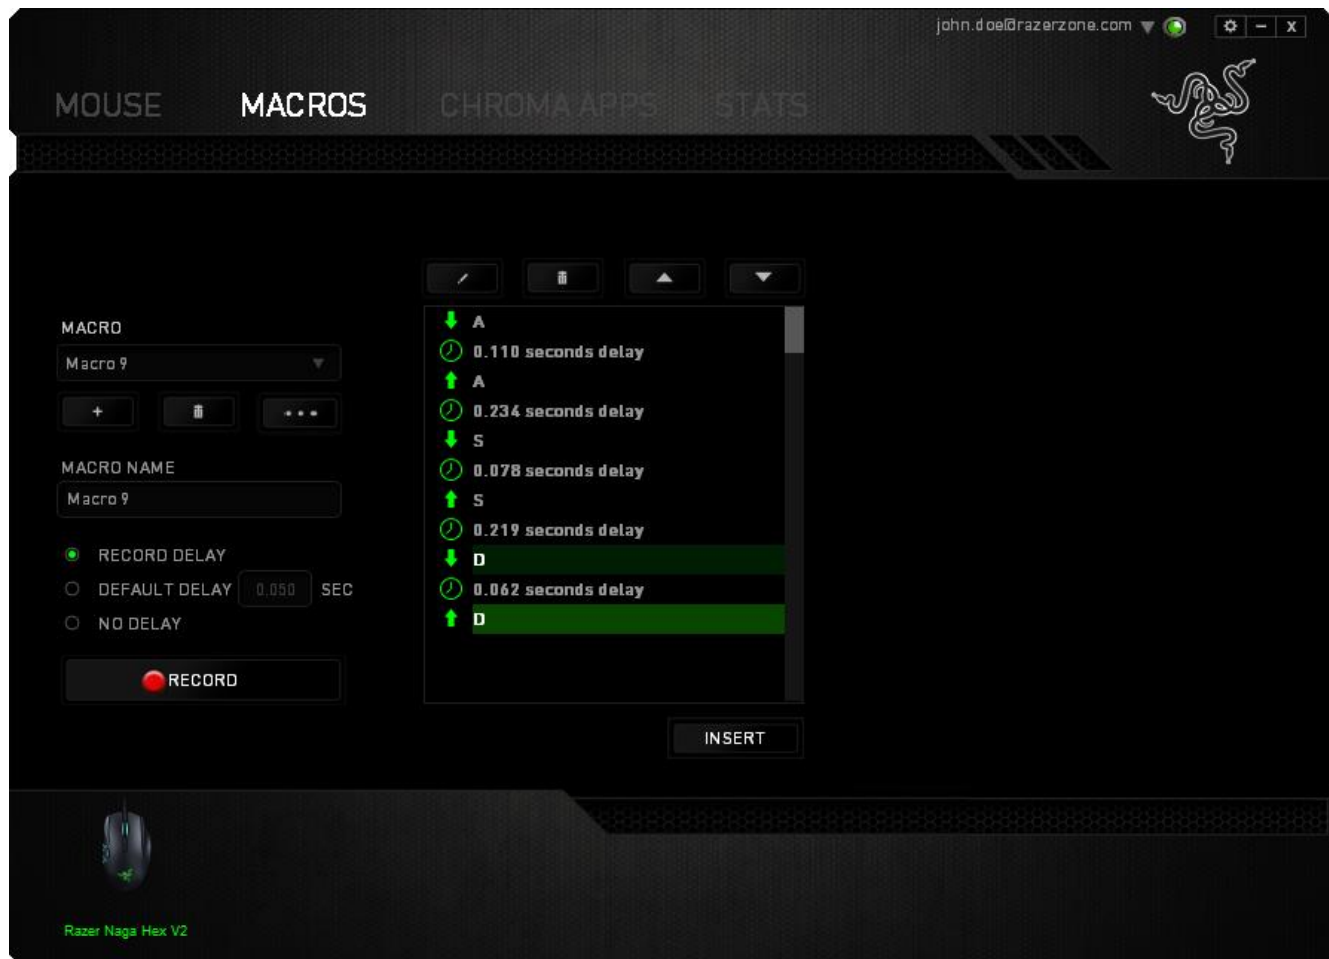 john.doe@razerzone.com
MOUSE MACROS CHROMA APPS STATS
MACRO
Macro 9
MACRO NAME
Macro 9
RECORD DELAY
DEFAULT DELAY 0.050 SEC
NO DELAY
RECORD
A
0.110 seconds delay
A
0.234 seconds delay
S
0.078 seconds delay
S
0.219 seconds delay
D
0.062 seconds delay
D
INSERT
Razer Naga Hex V2